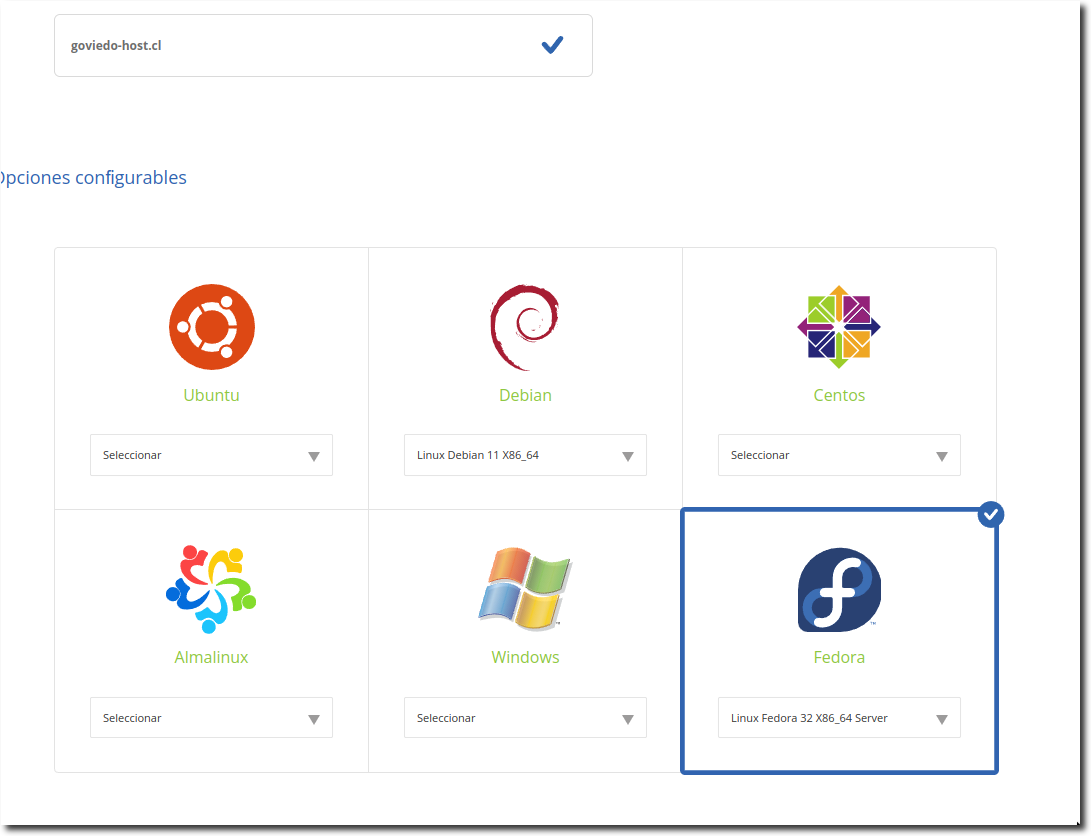 goviedo-host.cl
Opciones configurables
Ubuntu
Debian
Centos
Seleccionar
Linux Debian 11 X86_64
Seleccionar
Almalinux
Windows
Fedora
Seleccionar
Seleccionar
Linux Fedora 32 X86_64 Server